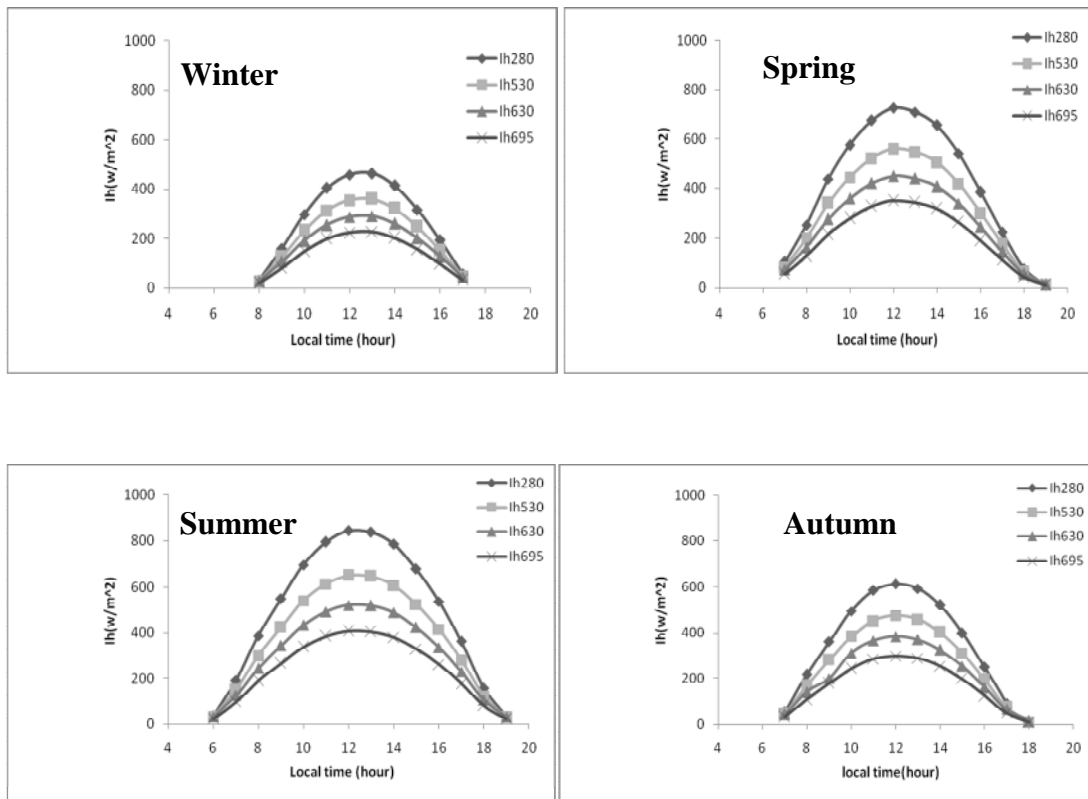 Winter
Ih(w/m^2)
1000
800
600
400
200
0
4 6 8 10 12 14 16 18 20
Local time (hour)
Ih280
Ih530
Ih630
Ih695
Spring
Ih(w/m^2)
1000
800
600
400
200
0
4 6 8 10 12 14 16 18 20
Local time (hour)
Ih280
Ih530
Ih630
Ih695
Summer
Ih(w/m^2)
1000
800
600
400
200
0
4 6 8 10 12 14 16 18 20
Local time (hour)
Ih280
Ih530
Ih630
Ih695
Autumn
Ih(w/m^2)
1000
800
600
400
200
0
4 6 8 10 12 14 16 18 20
local time(hour)
Ih280
Ih530
Ih630
Ih695